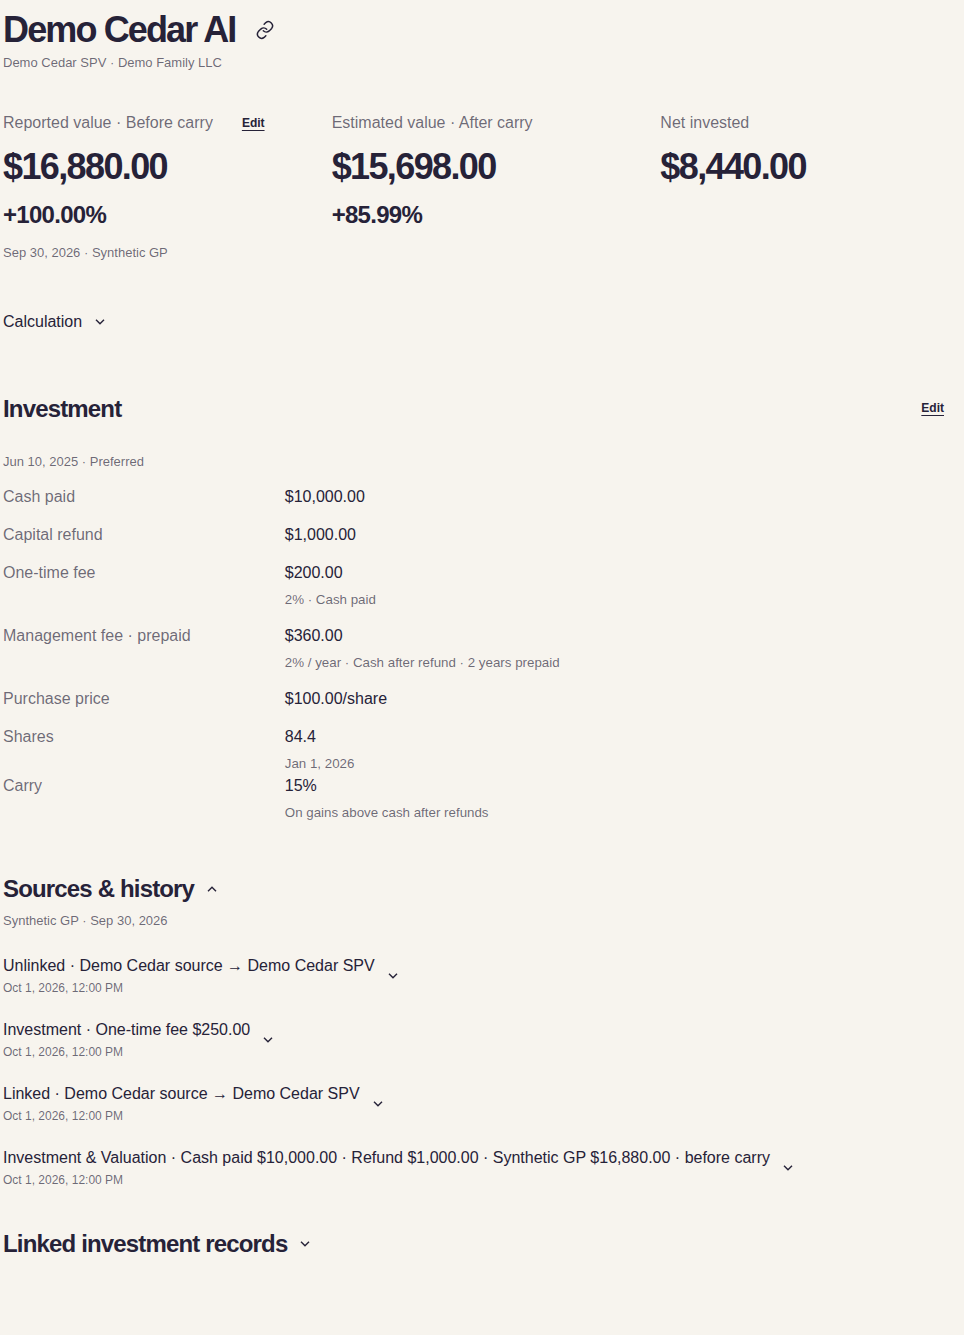 Demo Cedar AI
Demo Cedar SPV · Demo Family LLC
Reported value · Before carry Edit
Estimated value · After carry
Net invested
$16,880.00
$15,698.00
$8,440.00
+100.00%
+85.99%
Sep 30, 2026 · Synthetic GP
Calculation
Investment
Edit
Jun 10, 2025 · Preferred
Cash paid
$10,000.00
Capital refund
$1,000.00
One-time fee
$200.00
2% · Cash paid
Management fee · prepaid
$360.00
2% / year · Cash after refund · 2 years prepaid
Purchase price
$100.00/share
Shares
84.4
Jan 1, 2026
Carry
15%
On gains above cash after refunds
Sources & history
Synthetic GP · Sep 30, 2026
Unlinked · Demo Cedar source → Demo Cedar SPV
Oct 1, 2026, 12:00 PM
Investment · One-time fee $250.00
Oct 1, 2026, 12:00 PM
Linked · Demo Cedar source → Demo Cedar SPV
Oct 1, 2026, 12:00 PM
Investment & Valuation · Cash paid $10,000.00 · Refund $1,000.00 · Synthetic GP $16,880.00 · before carry
Oct 1, 2026, 12:00 PM
Linked investment records